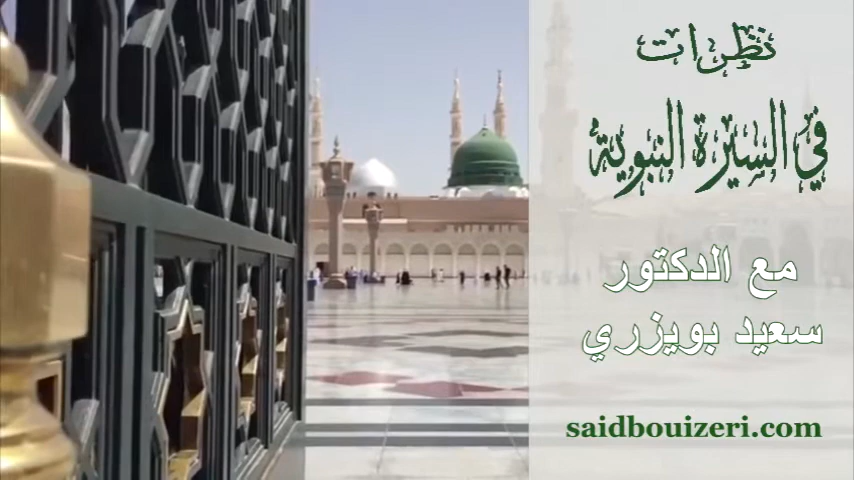 نظرات
في السيرة النبوية
مع الدكتور
سعيد بويزري
saidbouizeri.com